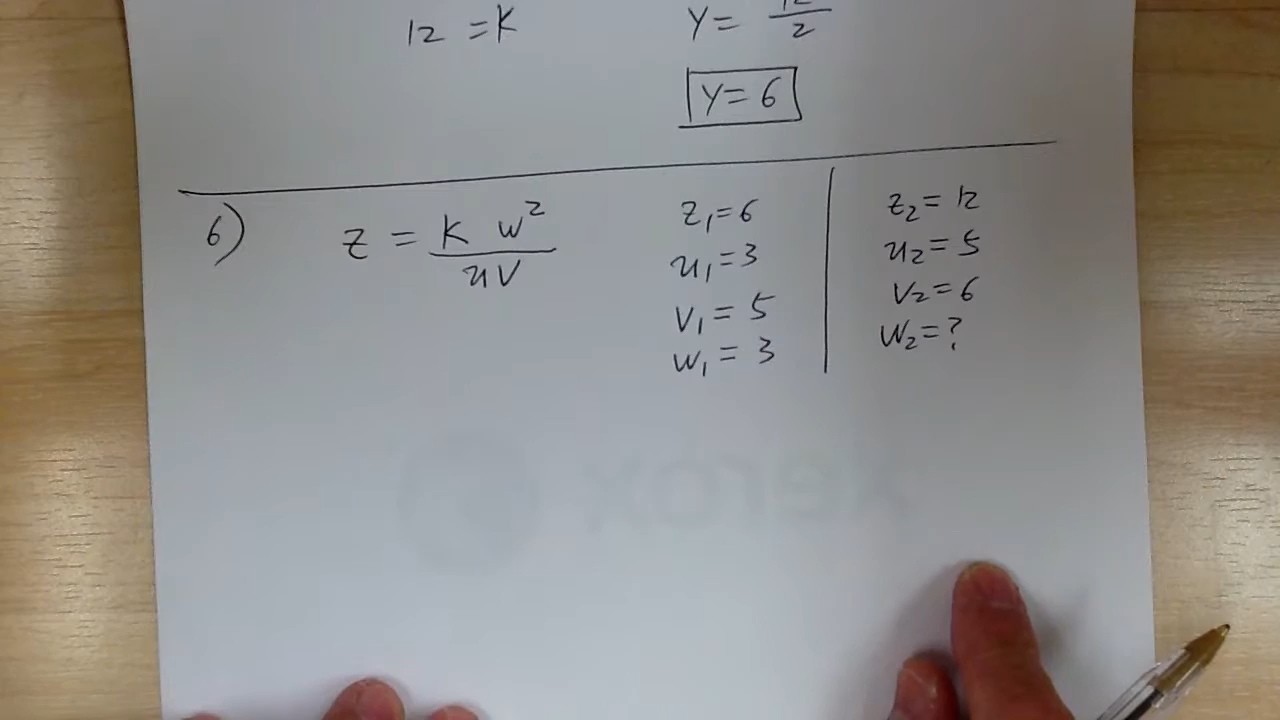 12 = K
y = 12/2
y = 6
6) z = K w² / uv
z₁ = 6
u₁ = 3
v₁ = 5
w₁ = 3
z₂ = 12
u₂ = 5
v₂ = 6
w₂ = ?
xerox